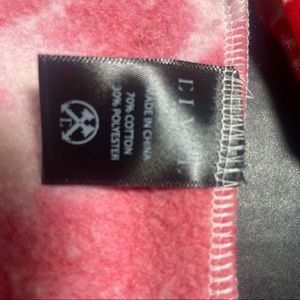 MADE IN CHINA
70% COTTON
30% POLYESTER